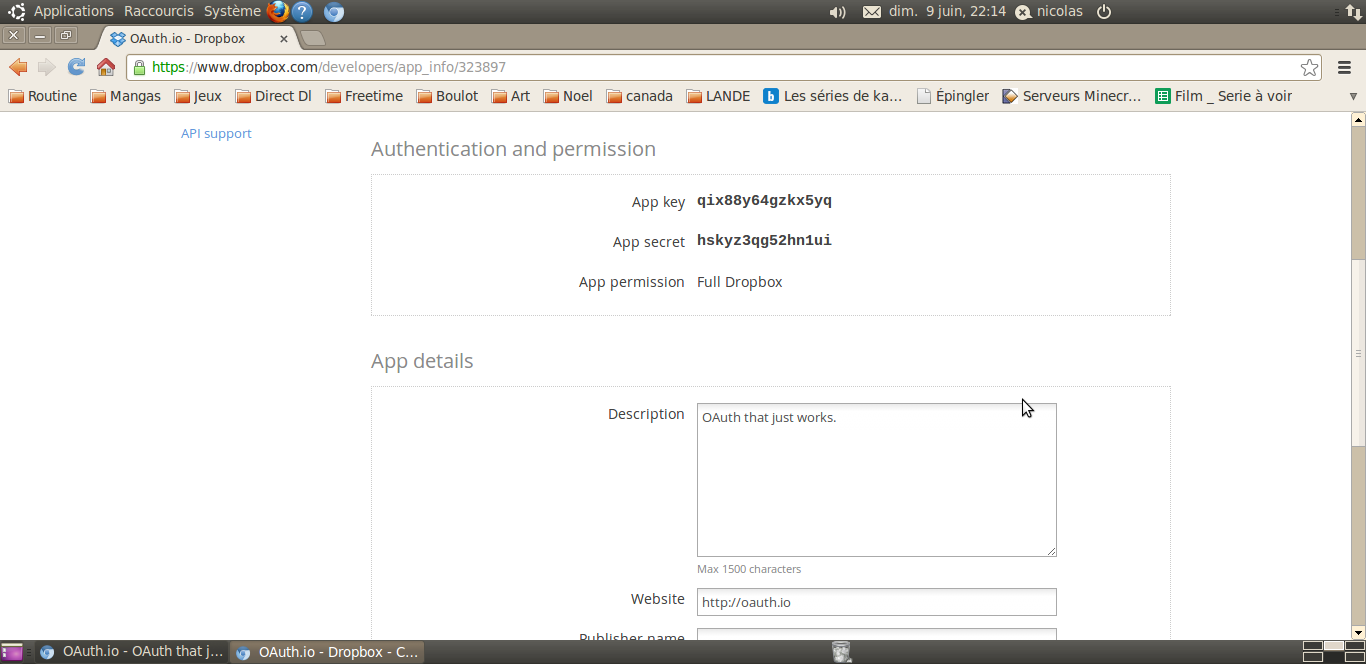 Applications Raccourcis Système dim. 9 juin, 22:14 nicolas
OAuth.io - Dropbox
https://www.dropbox.com/developers/app_info/323897
Routine Mangas Jeux Direct Dl Freetime Boulot Art Noel canada LANDE Les séries de ka... Épingler Serveurs Minecr... Film _ Serie à voir
API support
Authentication and permission
App key qix88y64gzkx5yq
App secret hskyz3qg52hn1ui
App permission Full Dropbox
App details
Description OAuth that just works.
Max 1500 characters
Website http://oauth.io
Publisher name
OAuth.io - OAuth that j... OAuth.io - Dropbox - C...